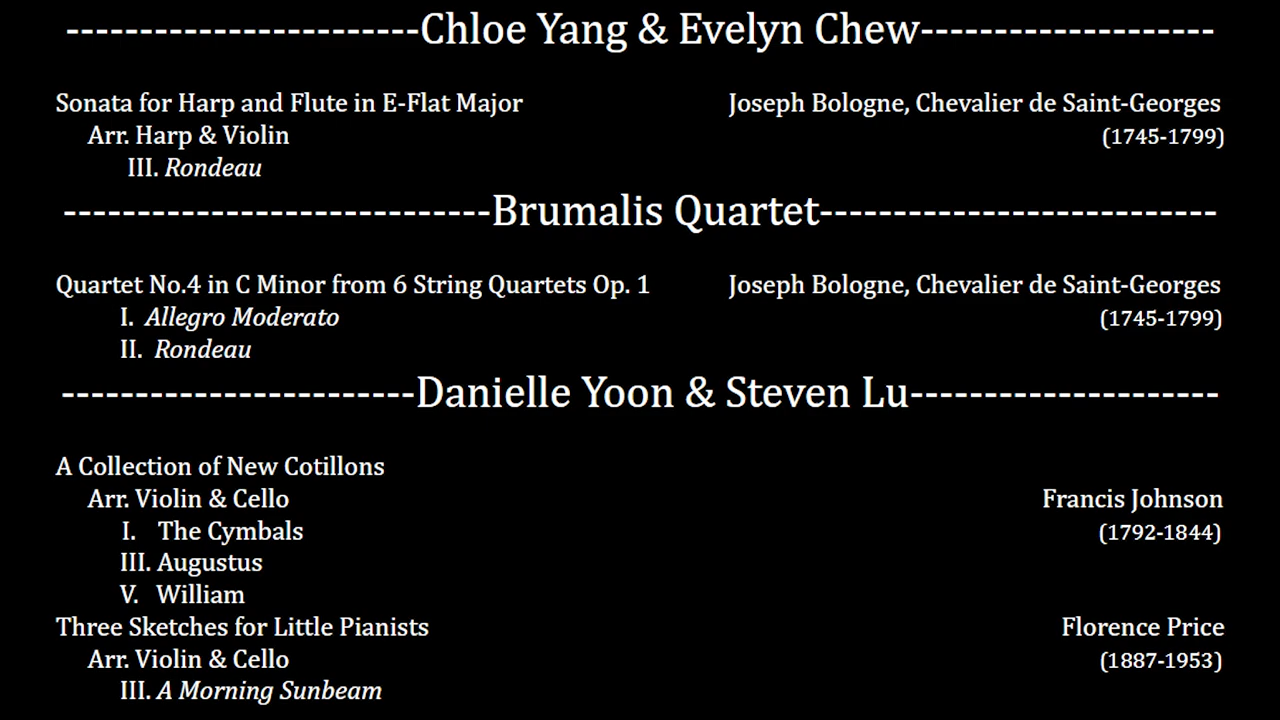 ------------------------Chloe Yang & Evelyn Chew--------------------
Sonata for Harp and Flute in E-Flat Major Joseph Bologne, Chevalier de Saint-Georges
Arr. Harp & Violin (1745-1799)
III. Rondeau
-----------------------------Brumalis Quartet---------------------------
Quartet No.4 in C Minor from 6 String Quartets Op. 1 Joseph Bologne, Chevalier de Saint-Georges
I. Allegro Moderato (1745-1799)
II. Rondeau
------------------------Danielle Yoon & Steven Lu---------------------
A Collection of New Cotillons
Arr. Violin & Cello Francis Johnson
I. The Cymbals (1792-1844)
III. Augustus
V. William
Three Sketches for Little Pianists Florence Price
Arr. Violin & Cello (1887-1953)
III. A Morning Sunbeam